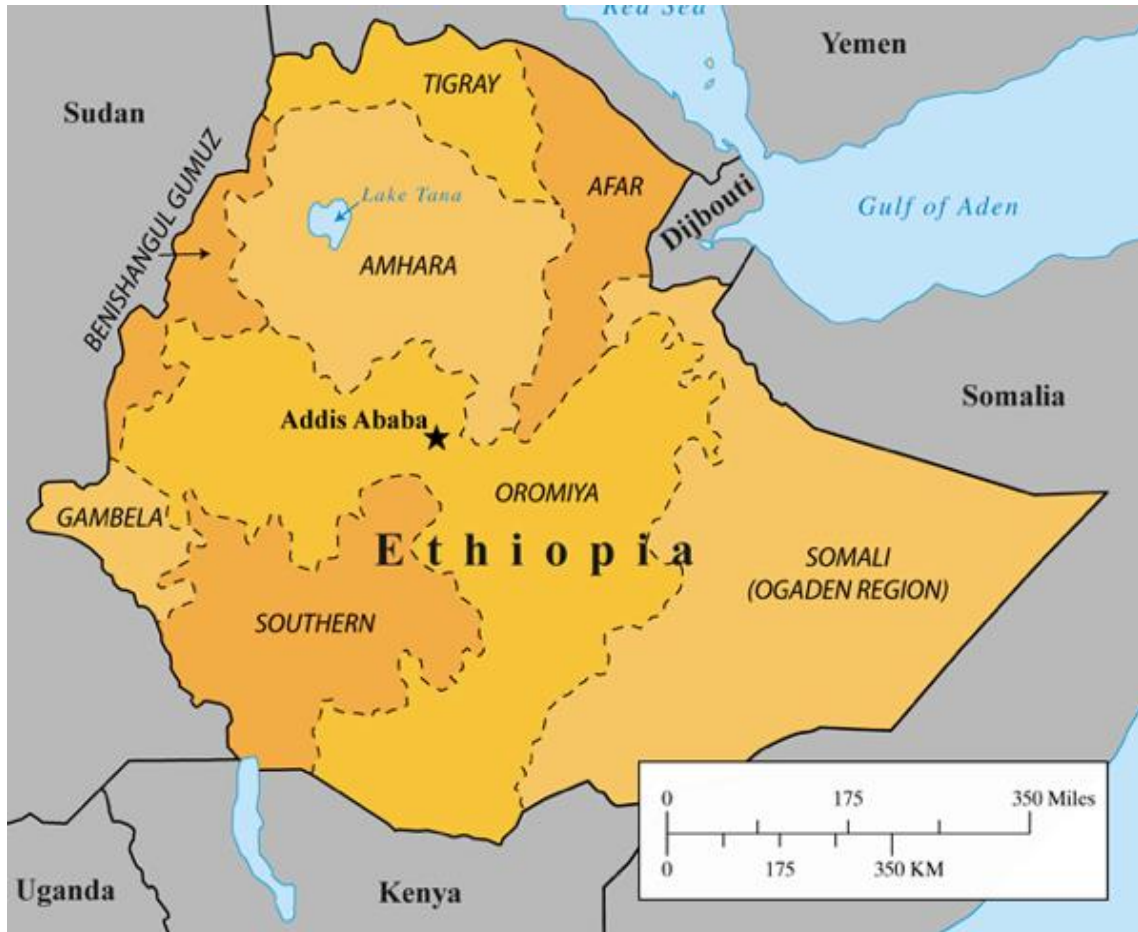 Red Sea
Yemen
TIGRAY
Sudan
AFAR
BENISHANGUL GUMUZ
Lake Tana
Dijbouti
Gulf of Aden
AMHARA
Somalia
Addis Ababa
OROMIYA
GAMBELA
Ethiopia
SOMALI
(OGADEN REGION)
SOUTHERN
0 175 350 Miles
0 175 350 KM
Uganda
Kenya